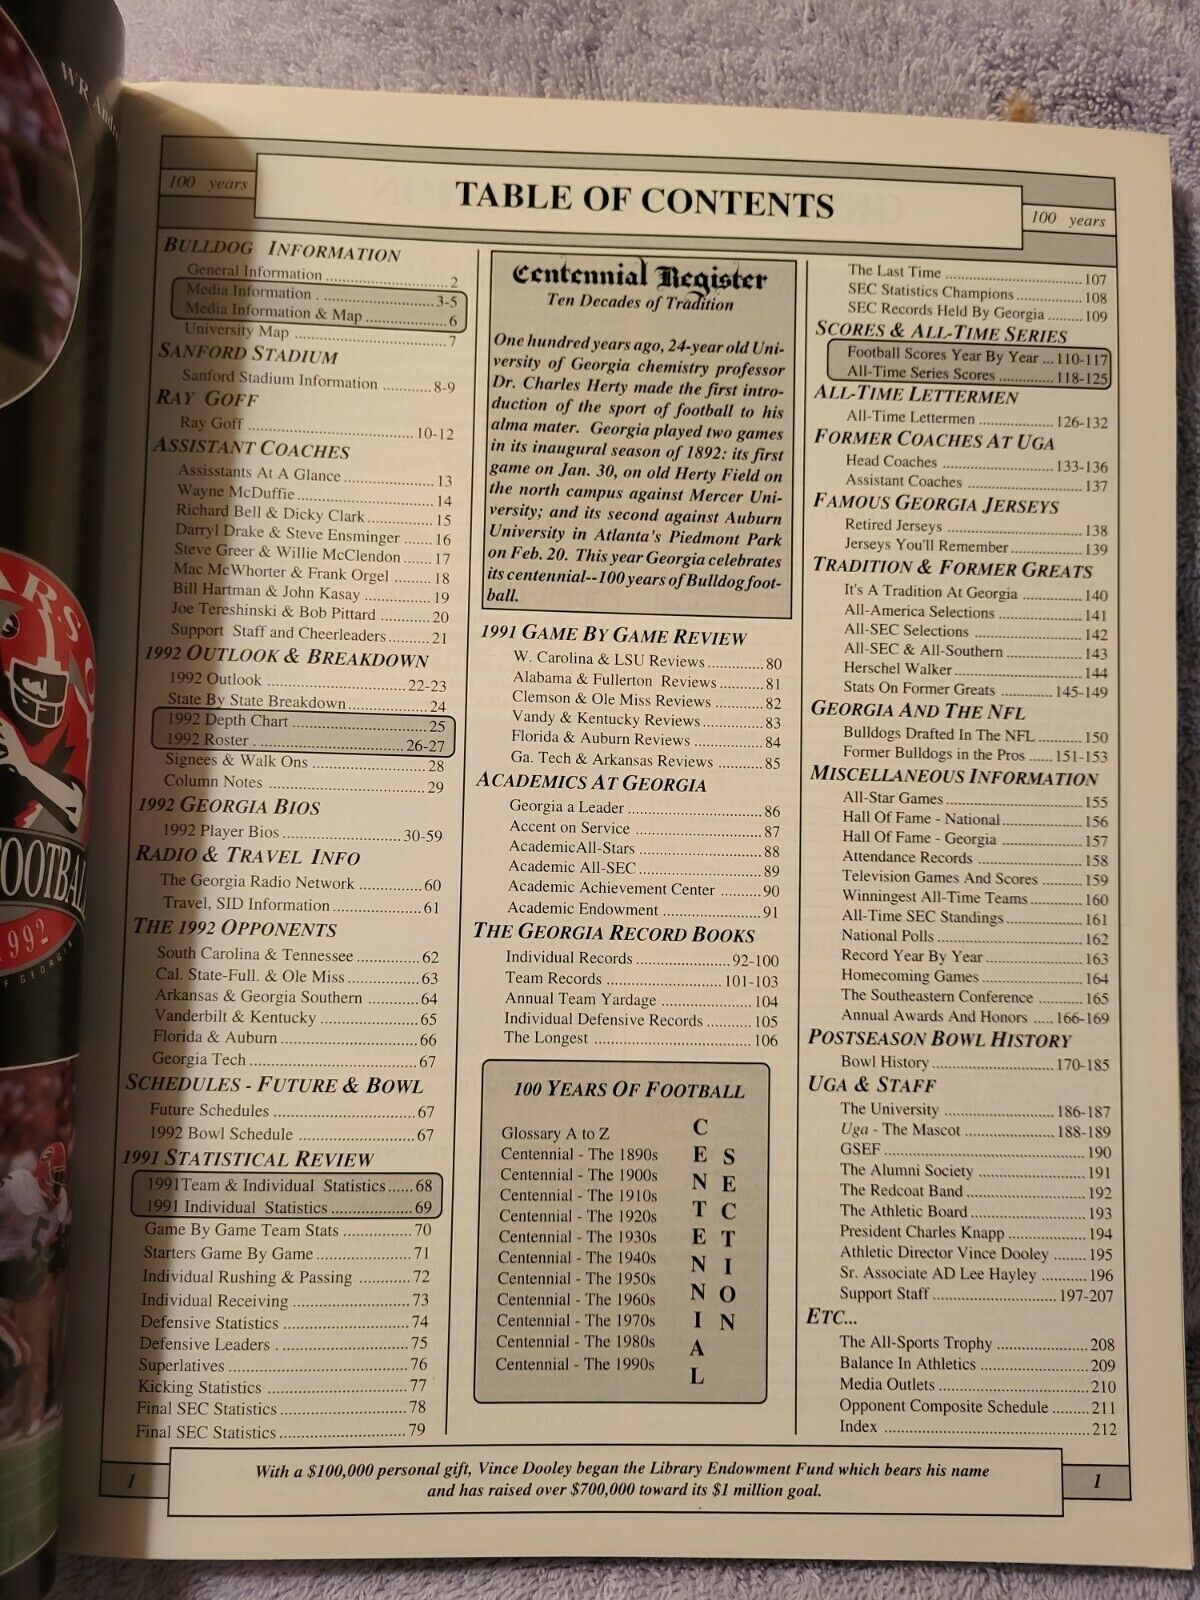 WR Andr
ARS O
FOOTBALL
1992
OF GEORGIA
100 years
TABLE OF CONTENTS
100 years
BULLDOG INFORMATION
General Information ..... 2
Media Information ..... 3-5
Media Information & Map ..... 6
University Map ..... 7
SANFORD STADIUM
Sanford Stadium Information ..... 8-9
RAY GOFF
Ray Goff ..... 10-12
ASSISTANT COACHES
Assisstants At A Glance ..... 13
Wayne McDuffie ..... 14
Richard Bell & Dicky Clark ..... 15
Darryl Drake & Steve Ensminger ..... 16
Steve Greer & Willie McClendon ..... 17
Mac McWhorter & Frank Orgel ..... 18
Bill Hartman & John Kasay ..... 19
Joe Tereshinski & Bob Pittard ..... 20
Support Staff and Cheerleaders ..... 21
1992 OUTLOOK & BREAKDOWN
1992 Outlook ..... 22-23
State By State Breakdown ..... 24
1992 Depth Chart ..... 25
1992 Roster ..... 26-27
Signees & Walk Ons ..... 28
Column Notes ..... 29
1992 GEORGIA BIOS
1992 Player Bios ..... 30-59
RADIO & TRAVEL INFO
The Georgia Radio Network ..... 60
Travel, SID Information ..... 61
THE 1992 OPPONENTS
South Carolina & Tennessee ..... 62
Cal. State-Full. & Ole Miss ..... 63
Arkansas & Georgia Southern ..... 64
Vanderbilt & Kentucky ..... 65
Florida & Auburn ..... 66
Georgia Tech ..... 67
SCHEDULES - FUTURE & BOWL
Future Schedules ..... 67
1992 Bowl Schedule ..... 67
1991 STATISTICAL REVIEW
1991Team & Individual Statistics ..... 68
1991 Individual Statistics ..... 69
Game By Game Team Stats ..... 70
Starters Game By Game ..... 71
Individual Rushing & Passing ..... 72
Individual Receiving ..... 73
Defensive Statistics ..... 74
Defensive Leaders ..... 75
Superlatives ..... 76
Kicking Statistics ..... 77
Final SEC Statistics ..... 78
Final SEC Statistics ..... 79
Centennial Register
Ten Decades of Tradition
One hundred years ago, 24-year old Uni-
versity of Georgia chemistry professor
Dr. Charles Herty made the first intro-
duction of the sport of football to his
alma mater. Georgia played two games
in its inaugural season of 1892: its first
game on Jan. 30, on old Herty Field on
the north campus against Mercer Uni-
versity; and its second against Auburn
University in Atlanta's Piedmont Park
on Feb. 20. This year Georgia celebrates
its centennial--100 years of Bulldog foot-
ball.
1991 GAME BY GAME REVIEW
W. Carolina & LSU Reviews ..... 80
Alabama & Fullerton Reviews ..... 81
Clemson & Ole Miss Reviews ..... 82
Vandy & Kentucky Reviews ..... 83
Florida & Auburn Reviews ..... 84
Ga. Tech & Arkansas Reviews ..... 85
ACADEMICS AT GEORGIA
Georgia a Leader ..... 86
Accent on Service ..... 87
AcademicAll-Stars ..... 88
Academic All-SEC ..... 89
Academic Achievement Center ..... 90
Academic Endowment ..... 91
THE GEORGIA RECORD BOOKS
Individual Records ..... 92-100
Team Records ..... 101-103
Annual Team Yardage ..... 104
Individual Defensive Records ..... 105
The Longest ..... 106
100 YEARS OF FOOTBALL
Glossary A to Z
Centennial - The 1890s
Centennial - The 1900s
Centennial - The 1910s
Centennial - The 1920s
Centennial - The 1930s
Centennial - The 1940s
Centennial - The 1950s
Centennial - The 1960s
Centennial - The 1970s
Centennial - The 1980s
Centennial - The 1990s
CENTENNIAL
SECTION
The Last Time ..... 107
SEC Statistics Champions ..... 108
SEC Records Held By Georgia ..... 109
SCORES & ALL-TIME SERIES
Football Scores Year By Year ... 110-117
All-Time Series Scores ..... 118-125
ALL-TIME LETTERMEN
All-Time Lettermen ..... 126-132
FORMER COACHES AT UGA
Head Coaches ..... 133-136
Assistant Coaches ..... 137
FAMOUS GEORGIA JERSEYS
Retired Jerseys ..... 138
Jerseys You'll Remember ..... 139
TRADITION & FORMER GREATS
It's A Tradition At Georgia ..... 140
All-America Selections ..... 141
All-SEC Selections ..... 142
All-SEC & All-Southern ..... 143
Herschel Walker ..... 144
Stats On Former Greats ..... 145-149
GEORGIA AND THE NFL
Bulldogs Drafted In The NFL ..... 150
Former Bulldogs in the Pros ..... 151-153
MISCELLANEOUS INFORMATION
All-Star Games ..... 155
Hall Of Fame - National ..... 156
Hall Of Fame - Georgia ..... 157
Attendance Records ..... 158
Television Games And Scores ..... 159
Winningest All-Time Teams ..... 160
All-Time SEC Standings ..... 161
National Polls ..... 162
Record Year By Year ..... 163
Homecoming Games ..... 164
The Southeastern Conference ..... 165
Annual Awards And Honors ..... 166-169
POSTSEASON BOWL HISTORY
Bowl History ..... 170-185
UGA & STAFF
The University ..... 186-187
Uga - The Mascot ..... 188-189
GSEF ..... 190
The Alumni Society ..... 191
The Redcoat Band ..... 192
The Athletic Board ..... 193
President Charles Knapp ..... 194
Athletic Director Vince Dooley ..... 195
Sr. Associate AD Lee Hayley ..... 196
Support Staff ..... 197-207
ETC...
The All-Sports Trophy ..... 208
Balance In Athletics ..... 209
Media Outlets ..... 210
Opponent Composite Schedule ..... 211
Index ..... 212
1
With a $100,000 personal gift, Vince Dooley began the Library Endowment Fund which bears his name
and has raised over $700,000 toward its $1 million goal.
1